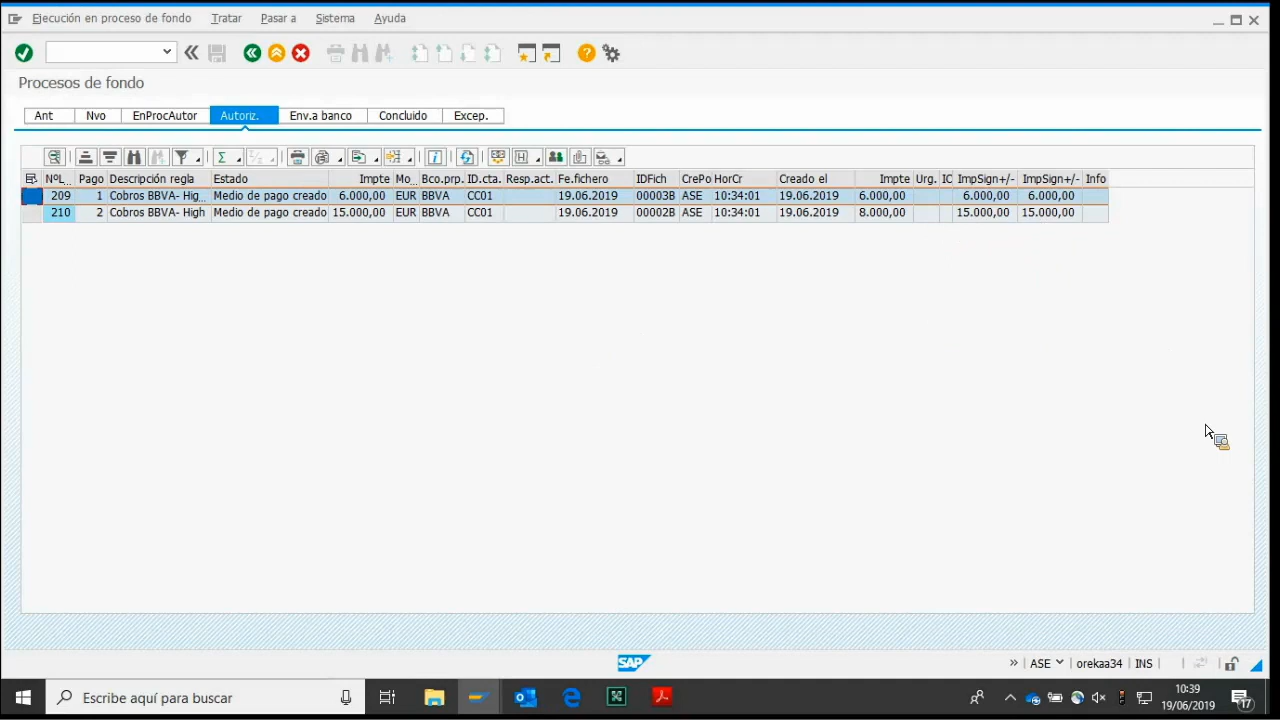 Ejecución en proceso de fondo Tratar Pasar a Sistema Ayuda
Procesos de fondo
Ant Nvo EnProcAutor Autoriz. Env.a banco Concluido Excep.
NºL... Pago Descripción regla Estado Impte Mo... Bco.prp. ID.cta. Resp.act. Fe.fichero IDFich CrePo HorCr Creado el Impte Urg. IC ImpSign+/- ImpSign+/- Info
209 1 Cobros BBVA- Hig... Medio de pago creado 6.000,00 EUR BBVA CC01 19.06.2019 00003B ASE 10:34:01 19.06.2019 6.000,00 6.000,00 6.000,00
210 2 Cobros BBVA- High Medio de pago creado 15.000,00 EUR BBVA CC01 19.06.2019 00002B ASE 10:34:01 19.06.2019 8.000,00 15.000,00 15.000,00
SAP » ASE orekaa34 INS
Escribe aquí para buscar 10:39
19/06/2019 17